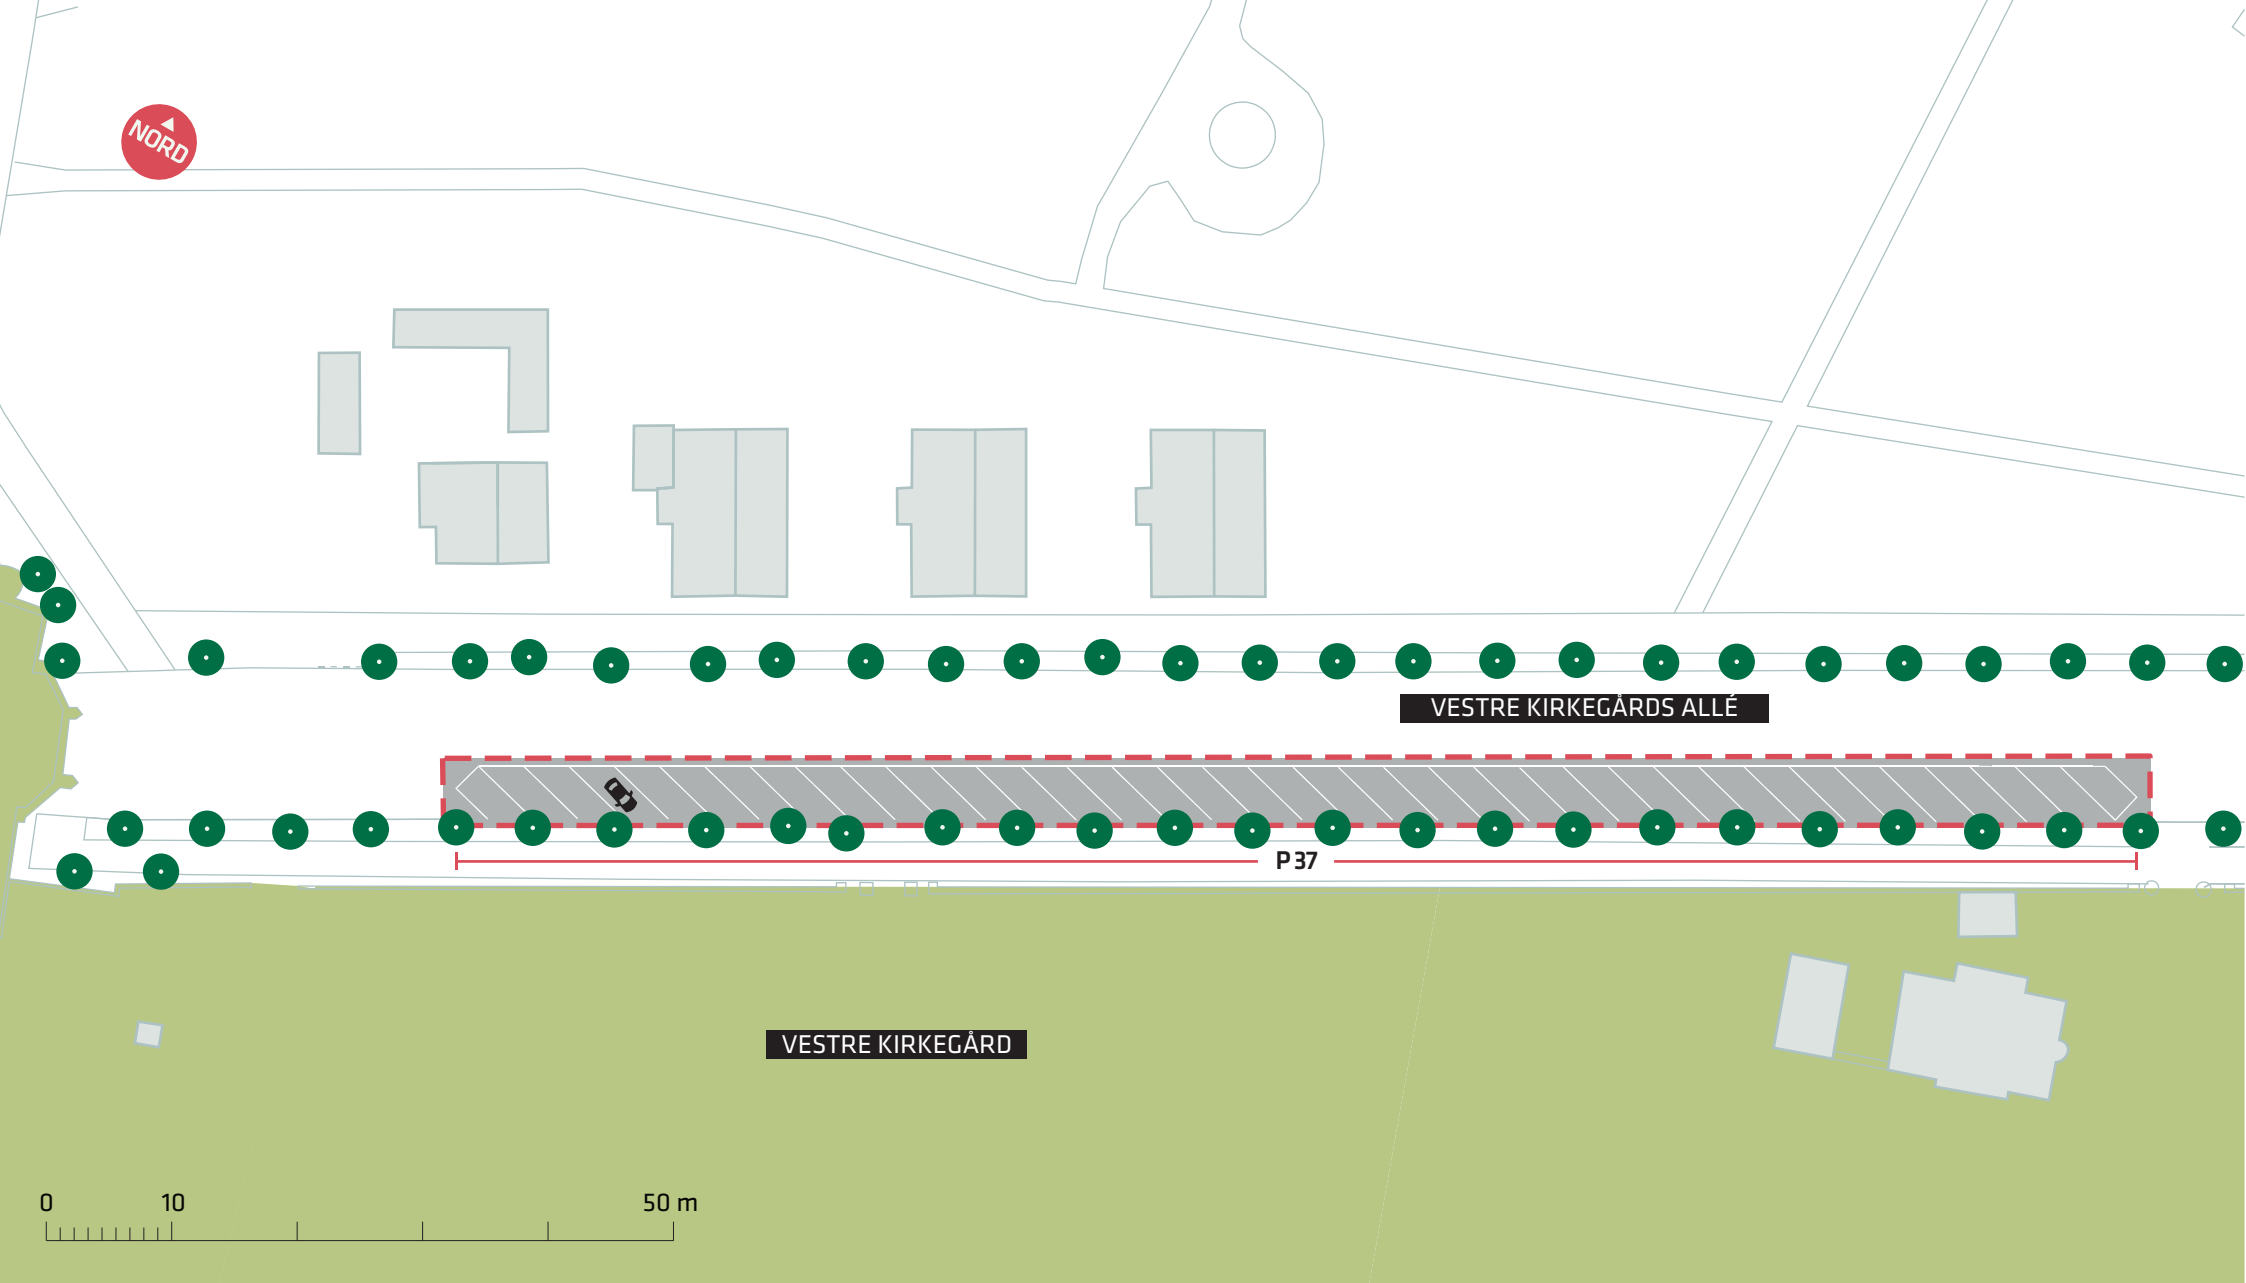 NORD
VESTRE KIRKEGÅRDS ALLÉ
P 37
VESTRE KIRKEGÅRD
0 10 50 m